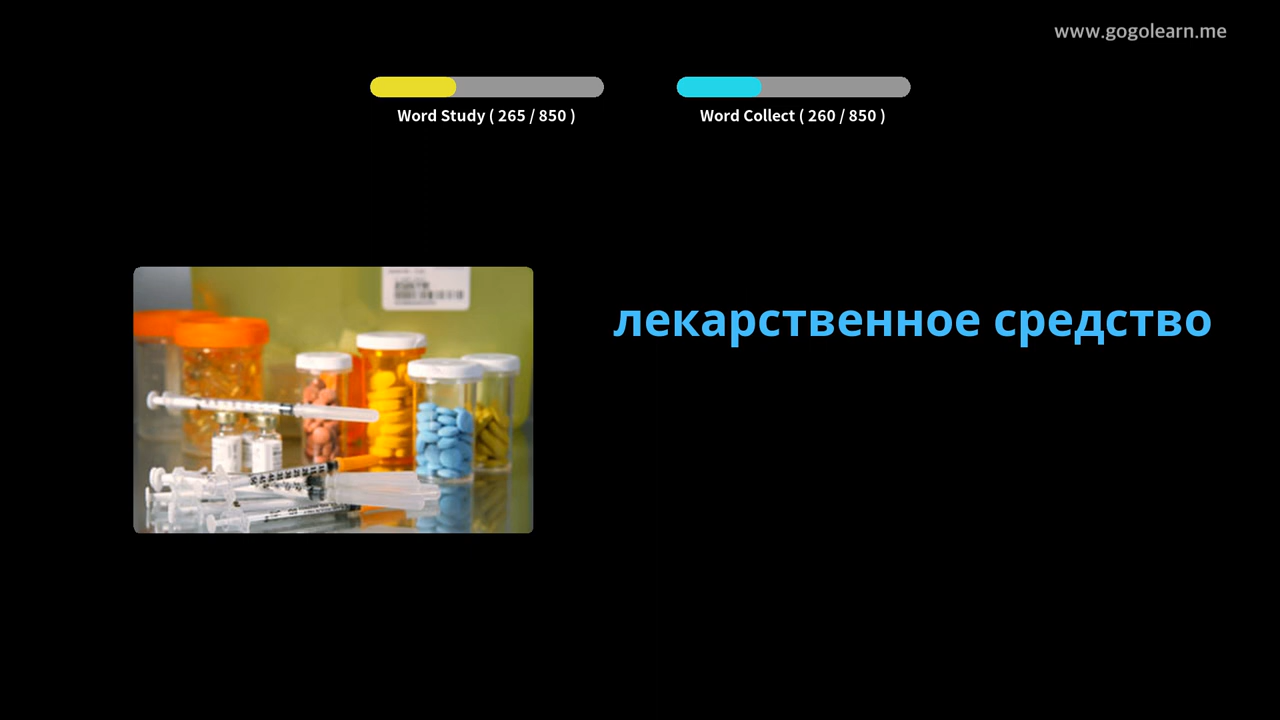 www.gogolearn.me
Word Study ( 265 / 850 )
Word Collect ( 260 / 850 )
лекарственное средство